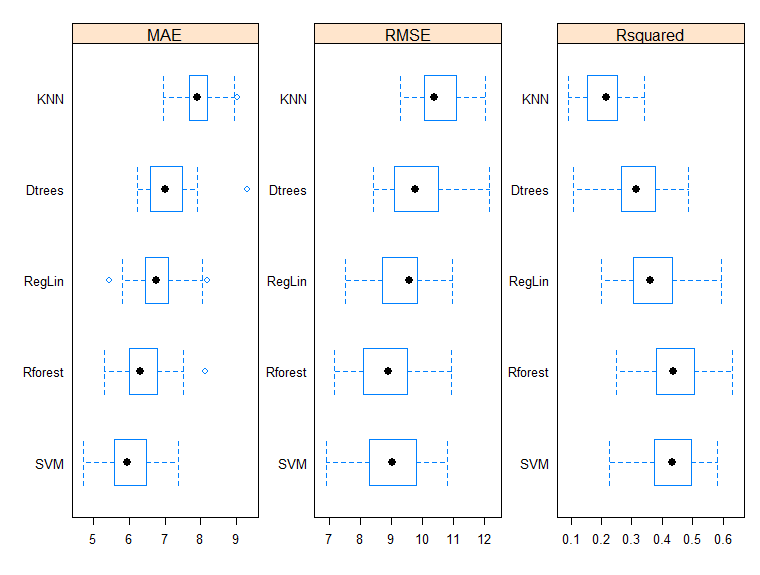 MAE RMSE Rsquared
KNN KNN KNN
Dtrees Dtrees Dtrees
RegLin RegLin RegLin
Rforest Rforest Rforest
SVM SVM SVM
5 6 7 8 9 7 8 9 10 11 12 0.1 0.2 0.3 0.4 0.5 0.6